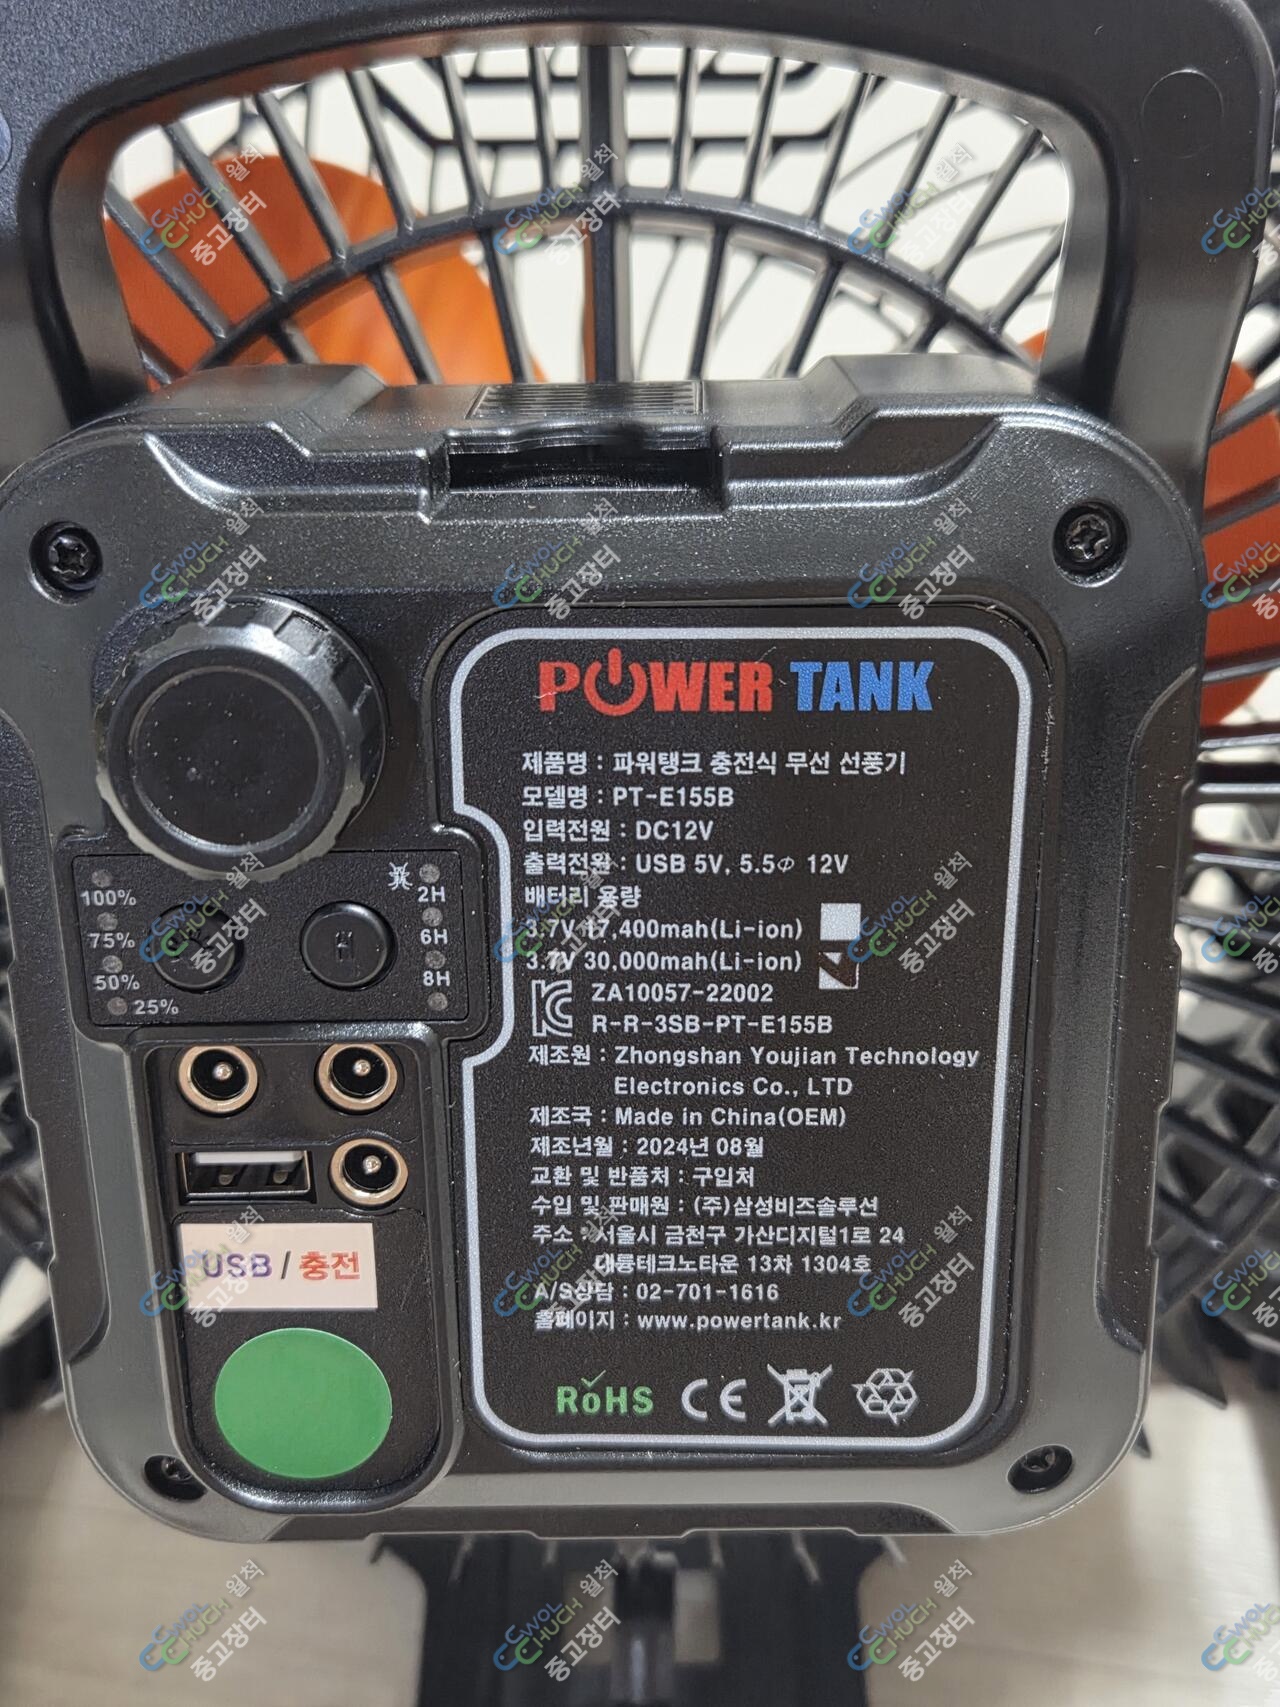 POWER TANK
제품명 : 파워탱크 충전식 무선 선풍기
모델명 : PT-E155B
입력전원 : DC12V
출력전원 : USB 5V, 5.5Φ 12V
배터리 용량
3.7V 17,400mah(Li-ion)
3.7V 30,000mah(Li-ion)
ZA10057-22002
R-R-3SB-PT-E155B
제조원 : Zhongshan Youjian Technology
Electronics Co., LTD
제조국 : Made in China(OEM)
제조년월 : 2024년 08월
교환 및 반품처 : 구입처
수입 및 판매원 : (주)삼성비즈솔루션
주소 : 서울시 금천구 가산디지털1로 24
대륭테크노타운 13차 1304호
A/S상담 : 02-701-1616
홈페이지 : www.powertank.kr
RoHS CE
100%
75%
50%
25%
2H
6H
8H
H
USB / 충전
CWOL
CHUCH 월척
중고장터